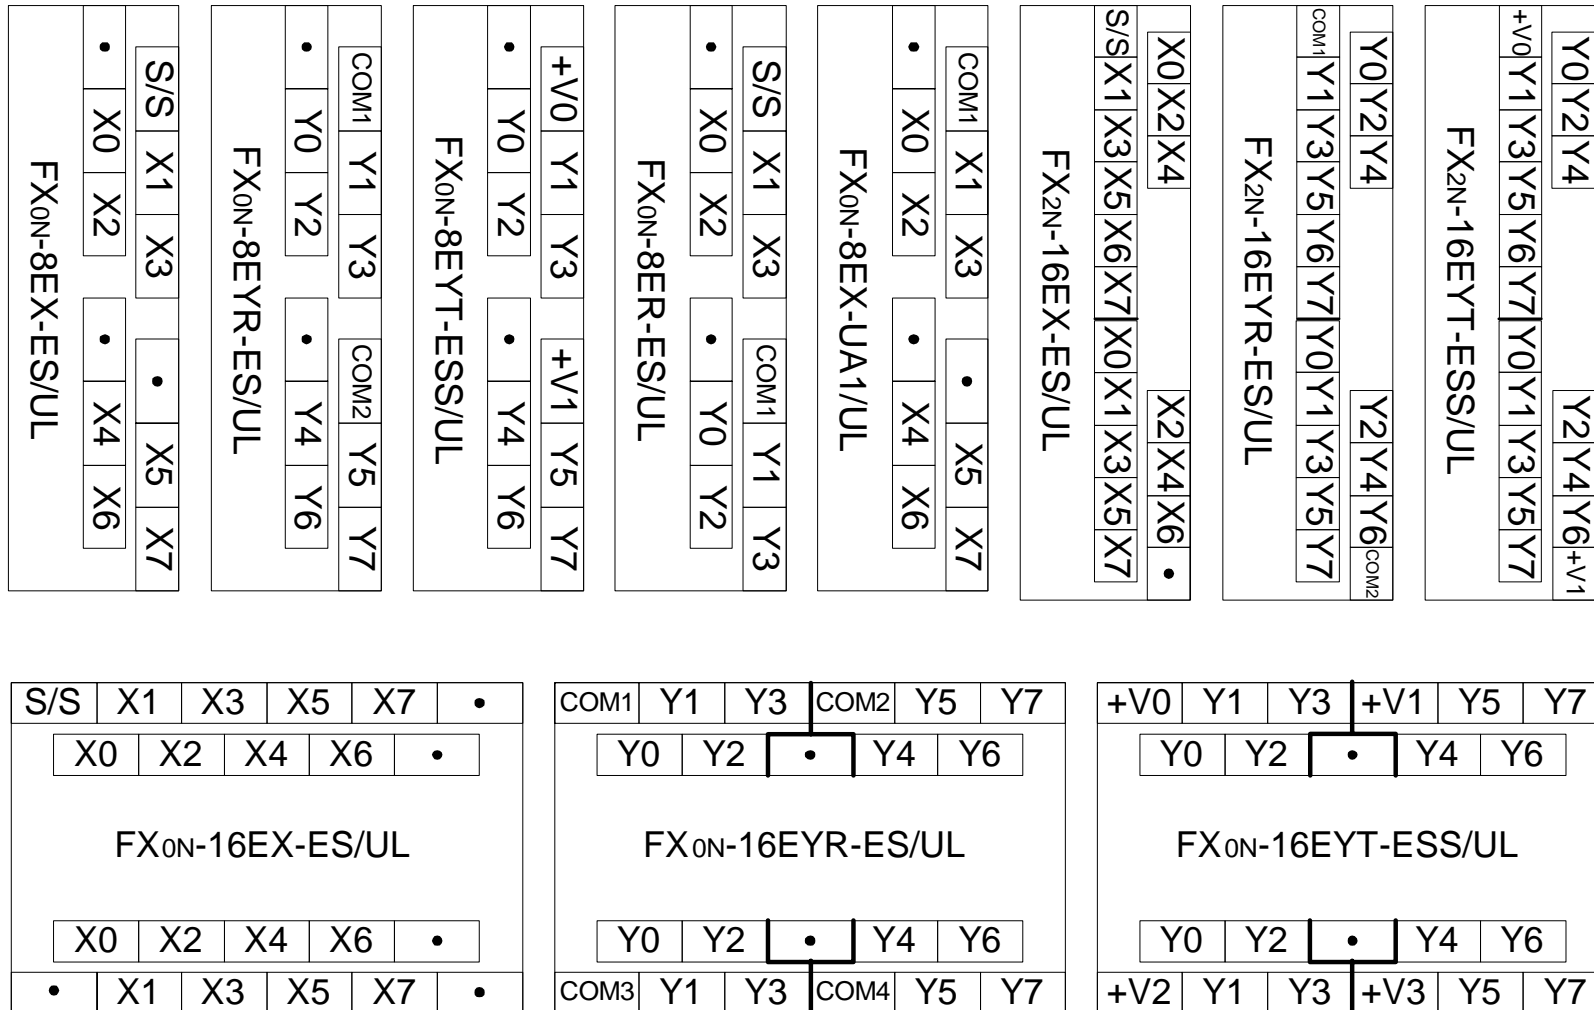 S/S X1 X3 • X5 X7
• X0 X2 • X4 X6
FX0N-8EX-ES/UL
COM1 Y1 Y3 COM2 Y5 Y7
• Y0 Y2 • Y4 Y6
FX0N-8EYR-ES/UL
+V0 Y1 Y3 +V1 Y5 Y7
• Y0 Y2 • Y4 Y6
FX0N-8EYT-ESS/UL
S/S X1 X3 COM1 Y1 Y3
• X0 X2 • Y0 Y2
FX0N-8ER-ES/UL
COM1 X1 X3 • X5 X7
• X0 X2 • X4 X6
FX0N-8EX-UA1/UL
X0 X2 X4 X2 X4 X6 •
S/S X1 X3 X5 X6 X7 X0 X1 X3 X5 X7
FX2N-16EX-ES/UL
Y0 Y2 Y4 Y2 Y4 Y6 COM2
COM1 Y1 Y3 Y5 Y6 Y7 Y0 Y1 Y3 Y5 Y7
FX2N-16EYR-ES/UL
Y0 Y2 Y4 Y2 Y4 Y6 +V1
+V0 Y1 Y3 Y5 Y6 Y7 Y0 Y1 Y3 Y5 Y7
FX2N-16EYT-ESS/UL
S/S X1 X3 X5 X7 •
X0 X2 X4 X6 •
FX0N-16EX-ES/UL
X0 X2 X4 X6 •
• X1 X3 X5 X7 •
COM1 Y1 Y3 COM2 Y5 Y7
Y0 Y2 • Y4 Y6
FX0N-16EYR-ES/UL
Y0 Y2 • Y4 Y6
COM3 Y1 Y3 COM4 Y5 Y7
+V0 Y1 Y3 +V1 Y5 Y7
Y0 Y2 • Y4 Y6
FX0N-16EYT-ESS/UL
Y0 Y2 • Y4 Y6
+V2 Y1 Y3 +V3 Y5 Y7